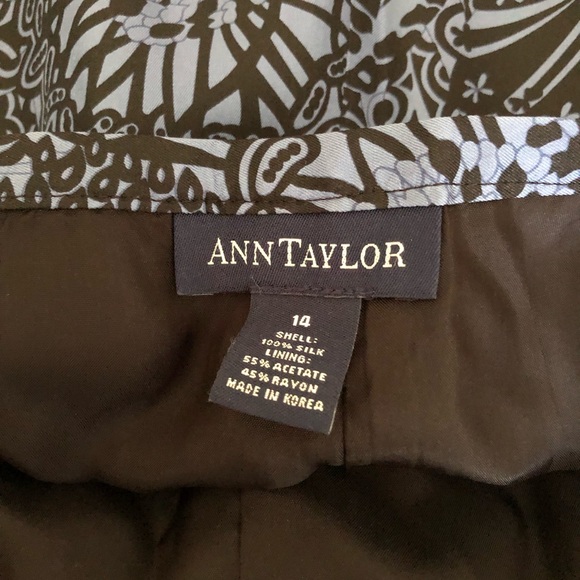 ANNTAYLOR
14
SHELL:
100% SILK
LINING:
55% ACETATE
45% RAYON
MADE IN KOREA